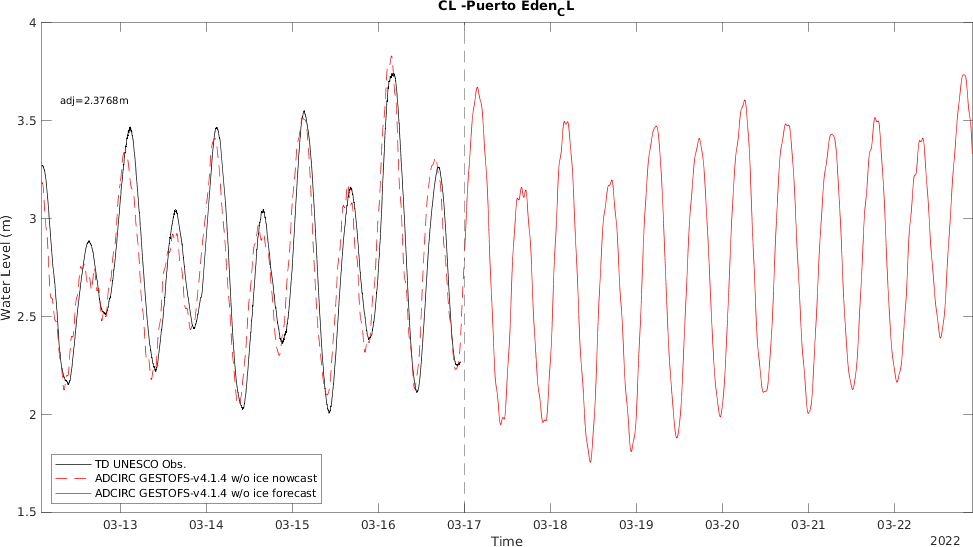 CL -Puerto Eden_CL
4
adj=2.3768m
3.5
3
2.5
2
1.5
Water Level (m)
TD UNESCO Obs.
ADCIRC GESTOFS-v4.1.4 w/o ice nowcast
ADCIRC GESTOFS-v4.1.4 w/o ice forecast
03-13 03-14 03-15 03-16 03-17 03-18 03-19 03-20 03-21 03-22
Time
2022